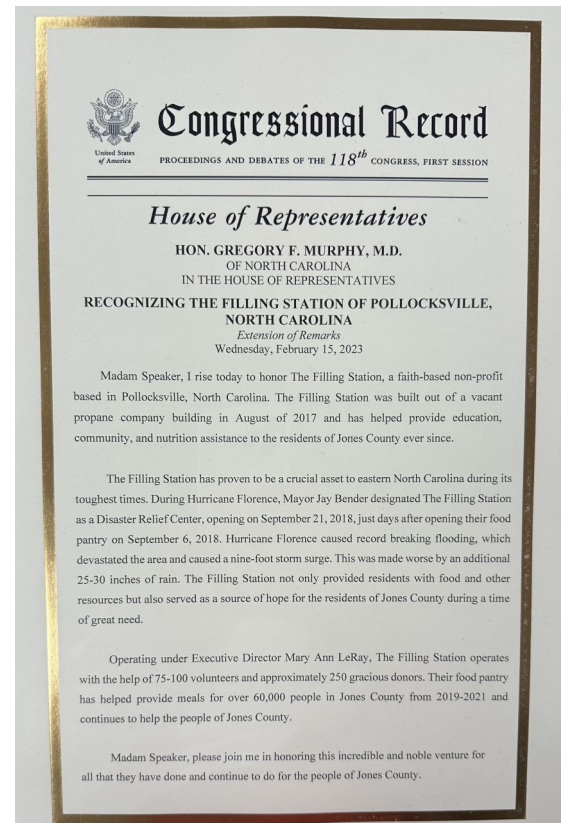 United States
of America
Congressional Record
PROCEEDINGS AND DEBATES OF THE 118th CONGRESS, FIRST SESSION
House of Representatives
HON. GREGORY F. MURPHY, M.D.
OF NORTH CAROLINA
IN THE HOUSE OF REPRESENTATIVES
RECOGNIZING THE FILLING STATION OF POLLOCKSVILLE,
NORTH CAROLINA
Extension of Remarks
Wednesday, February 15, 2023
Madam Speaker, I rise today to honor The Filling Station, a faith-based non-profit
based in Pollocksville, North Carolina. The Filling Station was built out of a vacant
propane company building in August of 2017 and has helped provide education,
community, and nutrition assistance to the residents of Jones County ever since.
The Filling Station has proven to be a crucial asset to eastern North Carolina during its
toughest times. During Hurricane Florence, Mayor Jay Bender designated The Filling Station
as a Disaster Relief Center, opening on September 21, 2018, just days after opening their food
pantry on September 6, 2018. Hurricane Florence caused record breaking flooding, which
devastated the area and caused a nine-foot storm surge. This was made worse by an additional
25-30 inches of rain. The Filling Station not only provided residents with food and other
resources but also served as a source of hope for the residents of Jones County during a time
of great need.
Operating under Executive Director Mary Ann LeRay, The Filling Station operates
with the help of 75-100 volunteers and approximately 250 gracious donors. Their food pantry
has helped provide meals for over 60,000 people in Jones County from 2019-2021 and
continues to help the people of Jones County.
Madam Speaker, please join me in honoring this incredible and noble venture for
all that they have done and continue to do for the people of Jones County.